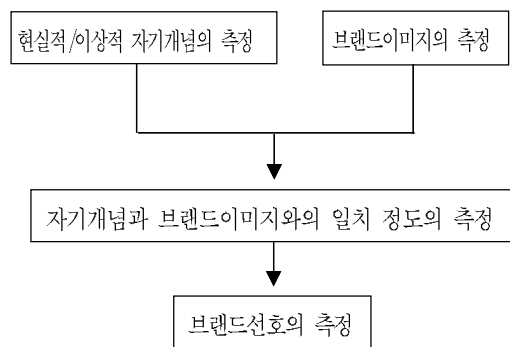 현실적/이상적 자기개념의 측정
브랜드이미지의 측정
자기개념과 브랜드이미지와의 일치 정도의 측정
브랜드선호의 측정